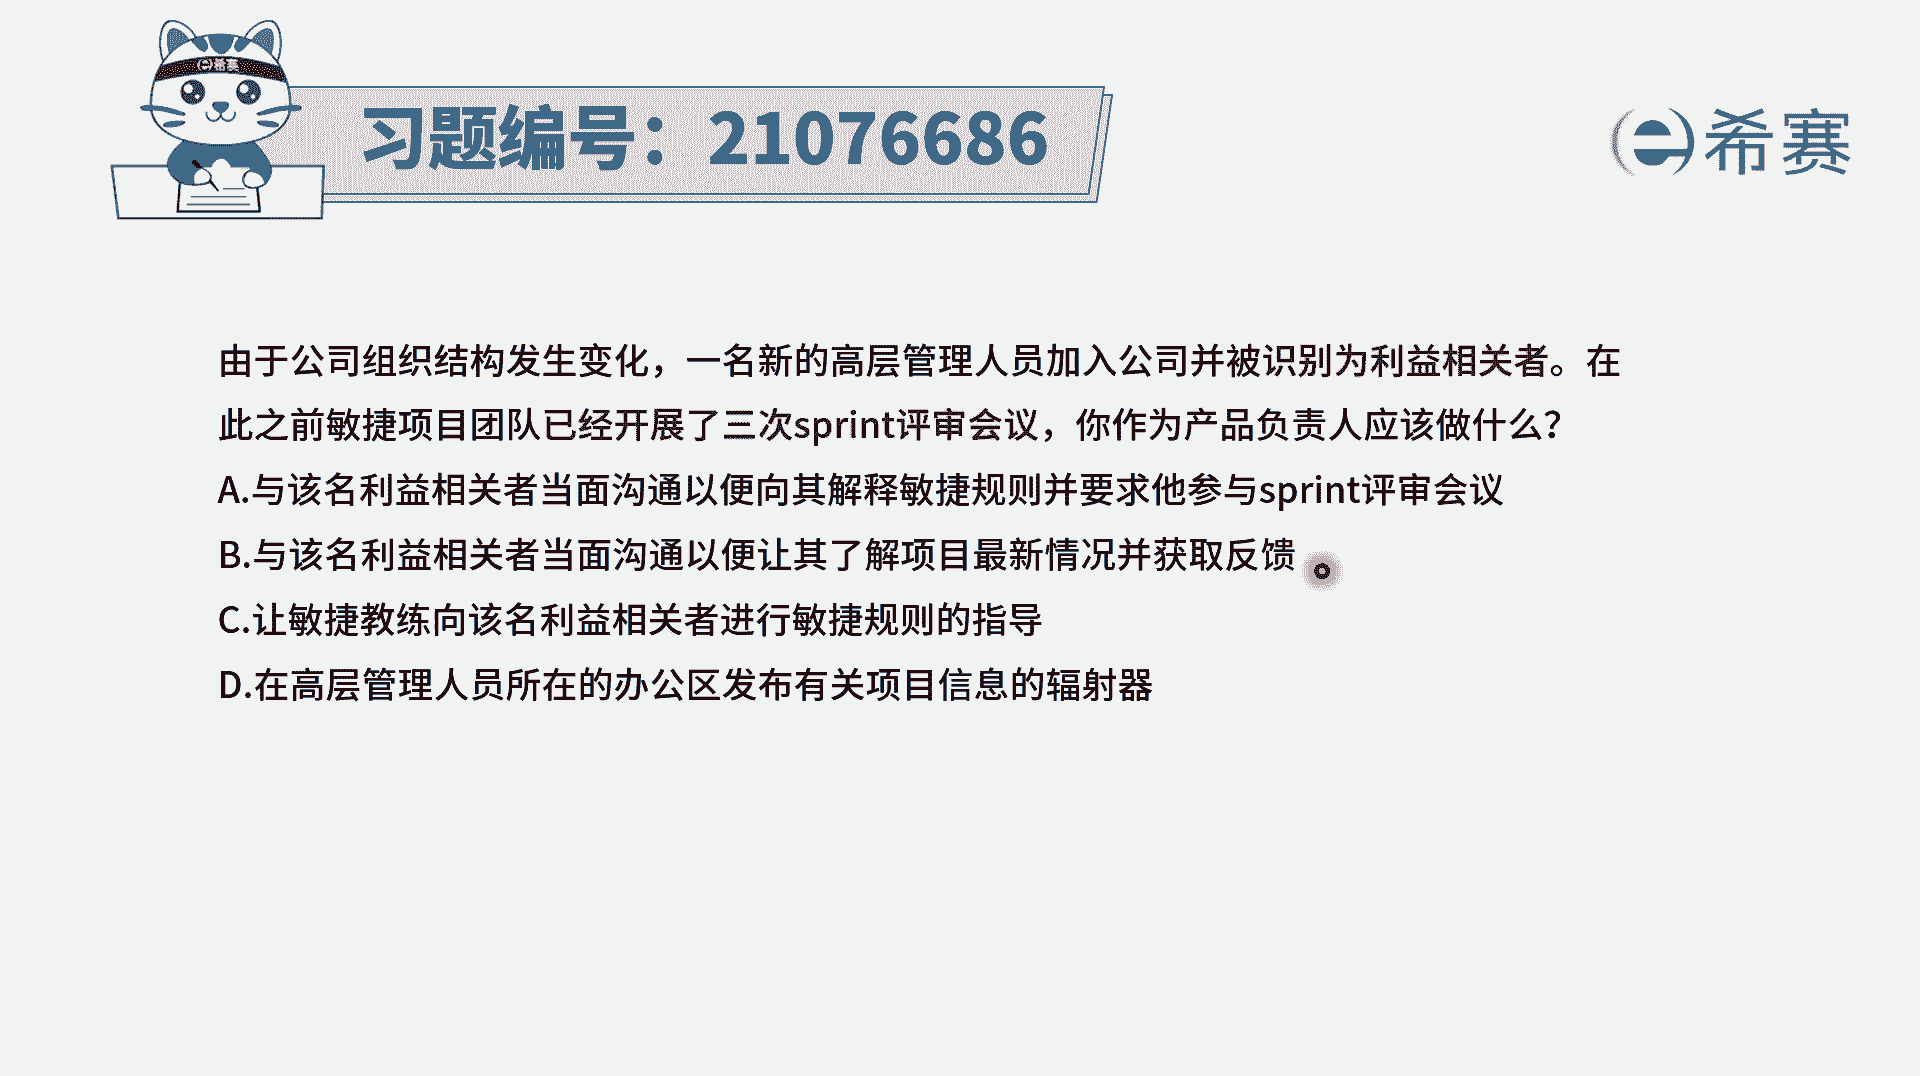 希赛
习题编号：21076686
希赛
由于公司组织结构发生变化，一名新的高层管理人员加入公司并被识别为利益相关者。在
此之前敏捷项目团队已经开展了三次sprint评审会议，你作为产品负责人应该做什么？
A.与该名利益相关者当面沟通以便向其解释敏捷规则并要求他参与sprint评审会议
B.与该名利益相关者当面沟通以便让其了解项目最新情况并获取反馈
C.让敏捷教练向该名利益相关者进行敏捷规则的指导
D.在高层管理人员所在的办公区发布有关项目信息的辐射器